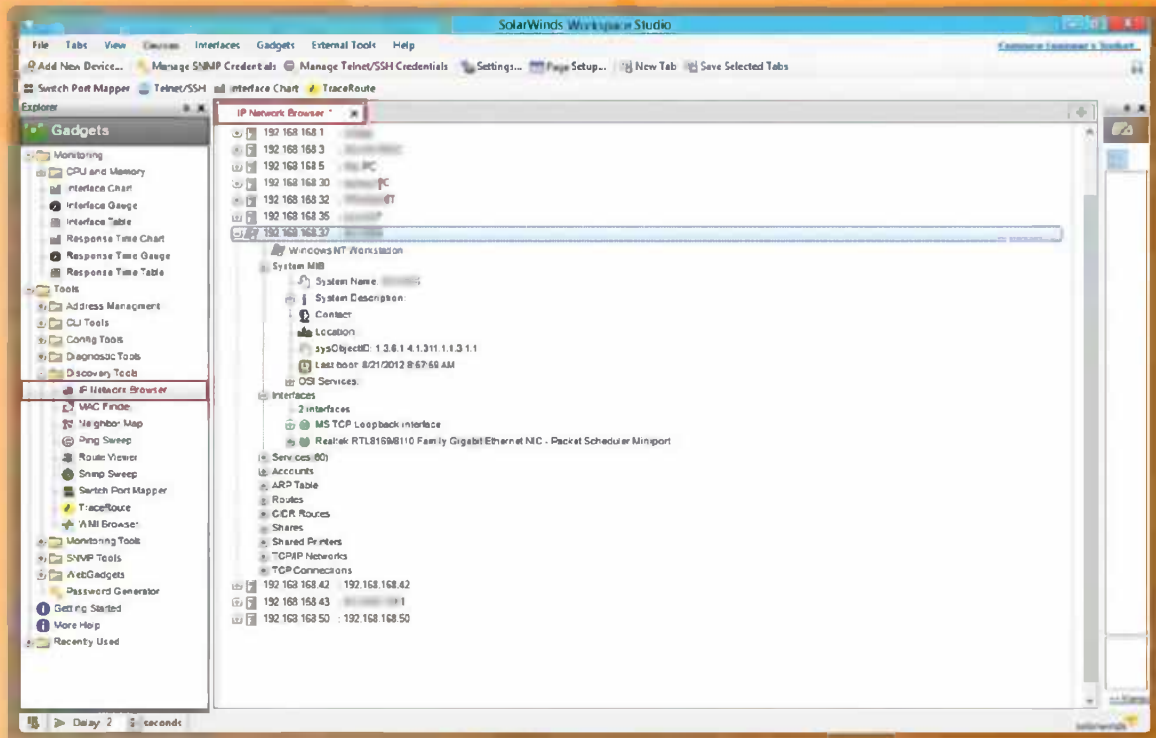 SolarWinds Workspace Studio
File Tabs View Interfaces Gadgets External Tools Help
Add New Device... Manage SNMP Credentials Manage Telnet/SSH Credentials Settings... Page Setup... New Tab Save Selected Tabs
Switch Port Mapper Telnet/SSH Interface Chart TraceRoute
Explorer
Gadgets
Monitoring
CPU and Memory
Interface Chart
Interface Gauge
Interface Table
Response Time Chart
Response Time Gauge
Response Time Table
Tools
Address Managment
CLI Tools
Config Tools
Diagnostic Tools
Discovery Tools
IP Network Browser
MAC Finder
Neighbor Map
Ping Sweep
Route Viewer
Snmp Sweep
Switch Port Mapper
TraceRoute
WMI Browser
Monitoring Tools
SNMP Tools
WebGadgets
Password Generator
Getting Started
More Help
Recently Used
IP Network Browser *
192 168 168 1 :
192 168 168 3 :
192 168 168 5 : PC
192 168 168 30 : PC
192 168 168 32 :
192 168 168 35 :
192 168 168.37 :
Windows NT Workstation
System MIB
System Name:
System Description:
Contact
Location
sysObjectID: 1.3.6.1 4.1.311.1.1.3 1.1
Last boot: 8/21/2012 8:67:69 AM
OSI Services:
Interfaces
2 interfaces
MS TCP Loopback interface
Realtek RTL8169/8110 Family Gigabit Ethernet NIC - Packet Scheduler Miniport
Services (60)
Accounts
ARP Table
Routes
CIDR Routes
Shares
Shared Printers
TCP/IP Networks
TCP Connections
192 168 168.42 : 192.168.168.42
192 168 168 43 :
192 168 168 50 : 192.168.168.50
Delay 2 seconds
solarwinds